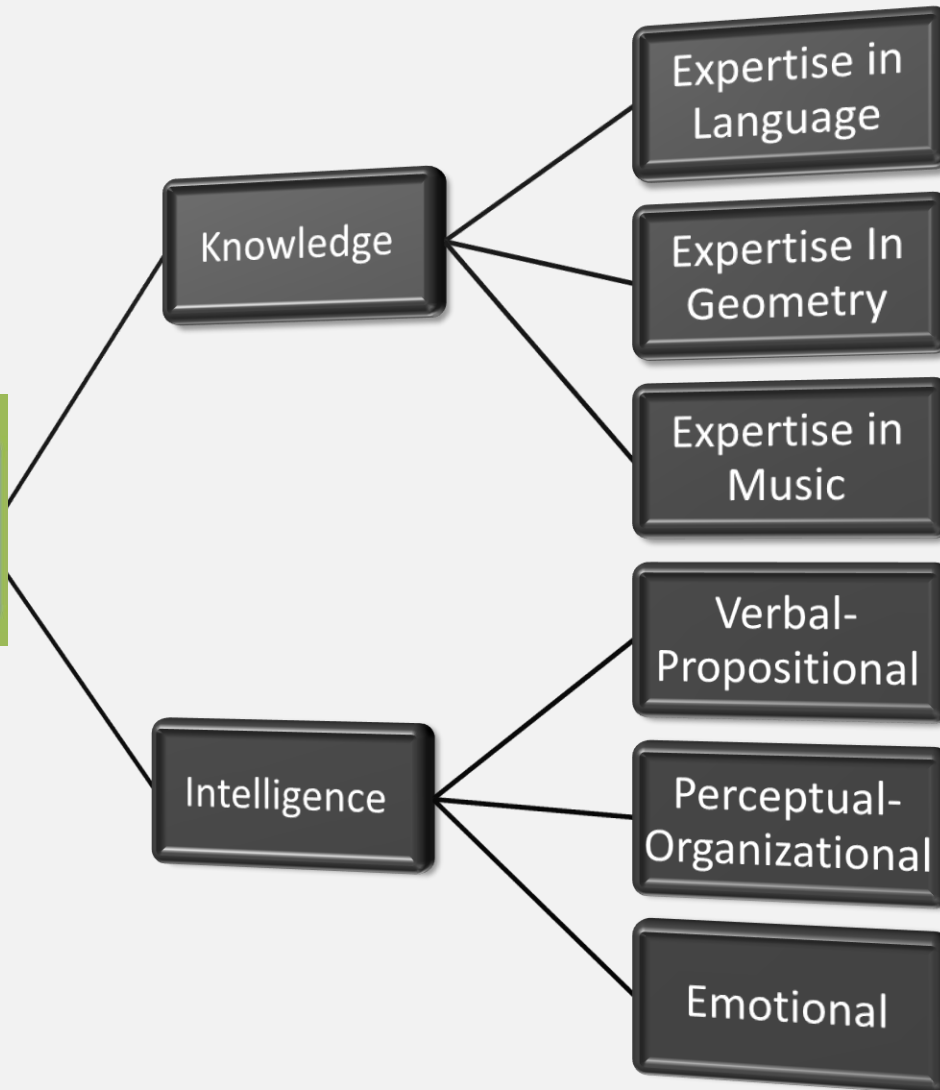 Knowledge
Expertise in
Language
Expertise In
Geometry
Expertise in
Music
Intelligence
Verbal-
Propositional
Perceptual-
Organizational
Emotional